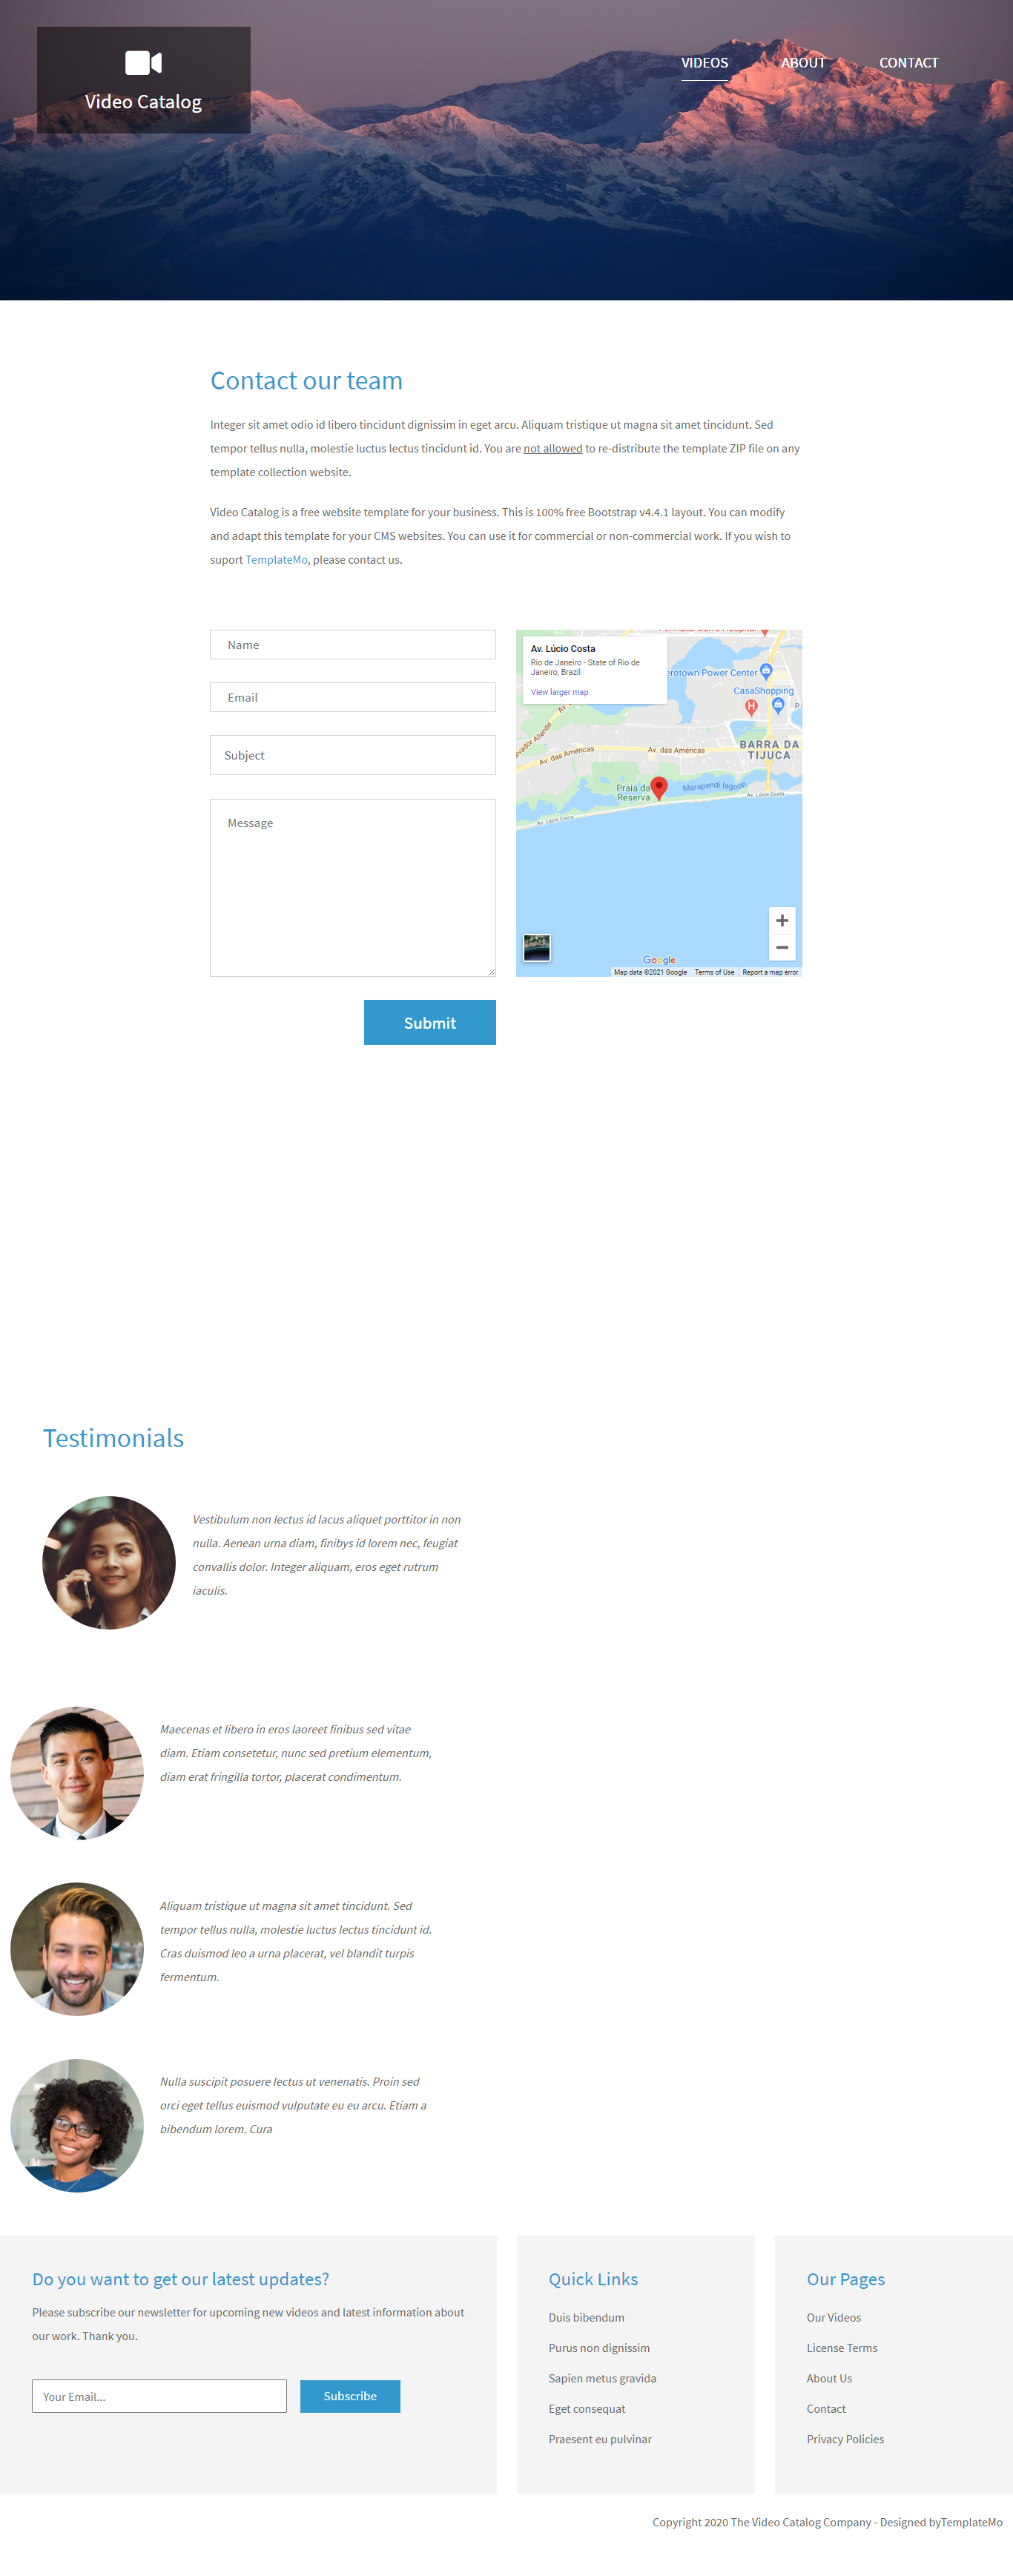 Video Catalog
VIDEOS
ABOUT
CONTACT
Contact our team
Integer sit amet odio id libero tincidunt dignissim in eget arcu. Aliquam tristique ut magna sit amet tincidunt. Sed
tempor tellus nulla, molestie luctus lectus tincidunt id. You are not allowed to re-distribute the template ZIP file on any
template collection website.
Video Catalog is a free website template for your business. This is 100% free Bootstrap v4.4.1 layout. You can modify
and adapt this template for your CMS websites. You can use it for commercial or non-commercial work. If you wish to
suport TemplateMo, please contact us.
Name
Email
Subject
Message
Submit
Av. Lúcio Costa
Rio de Janeiro - State of Rio de
Janeiro, Brazil
View larger map
erotown Power Center
CasaShopping
H
BARRA DA
TIJUCA
Av. das Américas
Av. das Américas
Praia da
Reserva
Marapendi lagoon
Av. Lúcio Costa
Av. Lúcio Costa
Google
Map data ©2021 Google
Terms of Use
Report a map error
Testimonials
Vestibulum non lectus id lacus aliquet porttitor in non
nulla. Aenean urna diam, finibys id lorem nec, feugiat
convallis dolor. Integer aliquam, eros eget rutrum
iaculis.
Maecenas et libero in eros laoreet finibus sed vitae
diam. Etiam consetetur, nunc sed pretium elementum,
diam erat fringilla tortor, placerat condimentum.
Aliquam tristique ut magna sit amet tincidunt. Sed
tempor tellus nulla, molestie luctus lectus tincidunt id.
Cras duismod leo a urna placerat, vel blandit turpis
fermentum.
Nulla suscipit posuere lectus ut venenatis. Proin sed
orci eget tellus euismod vulputate eu eu arcu. Etiam a
bibendum lorem. Cura
Do you want to get our latest updates?
Please subscribe our newsletter for upcoming new videos and latest information about
our work. Thank you.
Your Email...
Subscribe
Quick Links
Duis bibendum
Purus non dignissim
Sapien metus gravida
Eget consequat
Praesent eu pulvinar
Our Pages
Our Videos
License Terms
About Us
Contact
Privacy Policies
Copyright 2020 The Video Catalog Company - Designed byTemplateMo